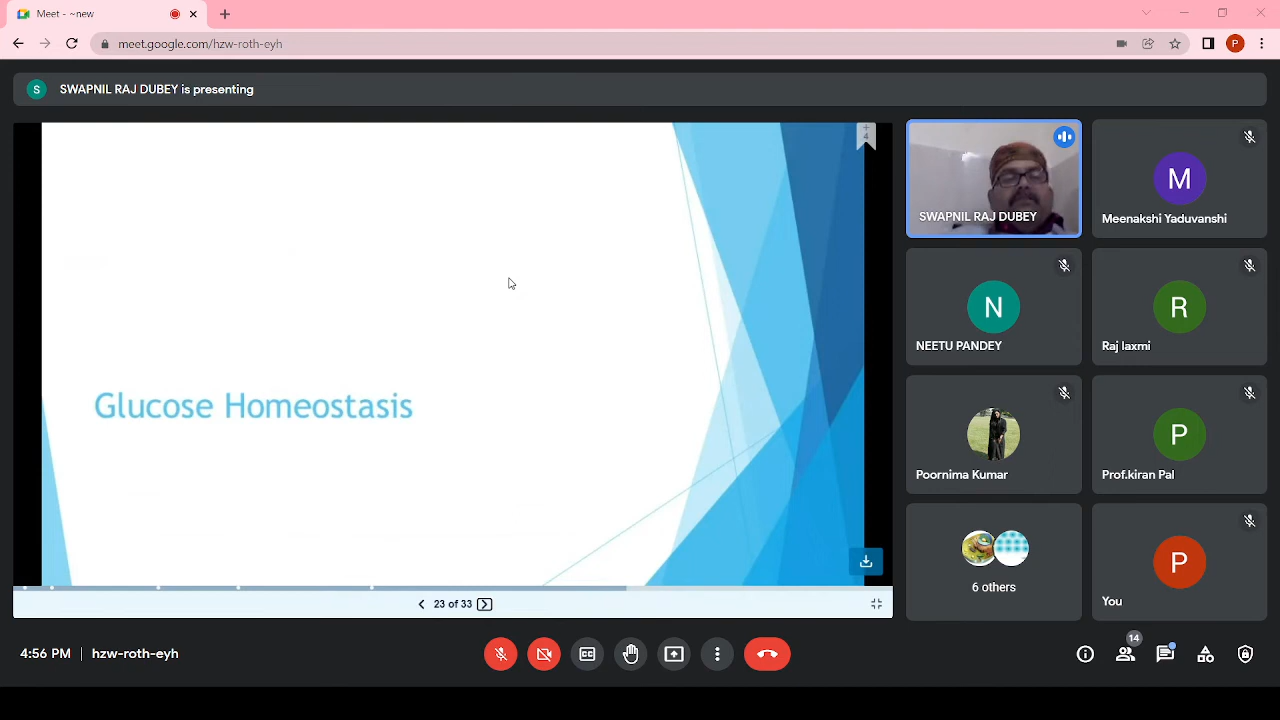 Meet - ~new
meet.google.com/hzw-roth-eyh
P
S SWAPNIL RAJ DUBEY is presenting
+
4
Glucose Homeostasis
23 of 33
SWAPNIL RAJ DUBEY
M
Meenakshi Yaduvanshi
N
NEETU PANDEY
R
Raj laxmi
Poornima Kumar
P
Prof.kiran Pal
6 others
P
You
4:56 PM | hzw-roth-eyh
14